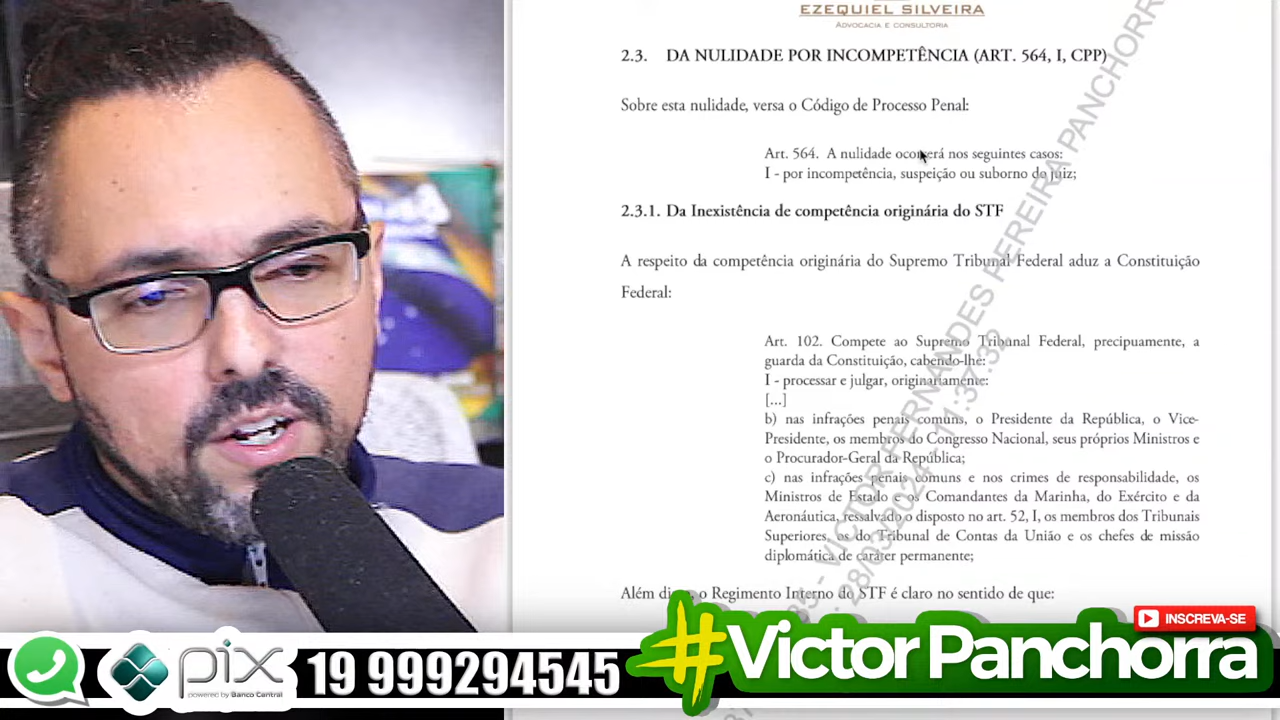 EZEQUIEL SILVEIRA
ADVOCACIA E CONSULTORIA
2.3. DA NULIDADE POR INCOMPETÊNCIA (ART. 564, I, CPP)
Sobre esta nulidade, versa o Código de Processo Penal:
Art. 564. A nulidade ocorrerá nos seguintes casos:
I - por incompetência, suspeição ou suborno do juiz;
2.3.1. Da Inexistência de competência originária do STF
A respeito da competência originária do Supremo Tribunal Federal aduz a Constituição
Federal:
Art. 102. Compete ao Supremo Tribunal Federal, precipuamente, a
guarda da Constituição, cabendo-lhe:
I - processar e julgar, originariamente:
[...]
b) nas infrações penais comuns, o Presidente da República, o Vice-
Presidente, os membros do Congresso Nacional, seus próprios Ministros e
o Procurador-Geral da República;
c) nas infrações penais comuns e nos crimes de responsabilidade, os
Ministros de Estado e os Comandantes da Marinha, do Exército e da
Aeronáutica, ressalvado o disposto no art. 52, I, os membros dos Tribunais
Superiores, os do Tribunal de Contas da União e os chefes de missão
diplomática de caráter permanente;
Além disso, o Regimento Interno do STF é claro no sentido de que:
VICTOR FERNANDES PEREIRA PANCHORR
INSCREVA-SE
#Victor Panchorra
pix
powered by Banco Central
19 999294545